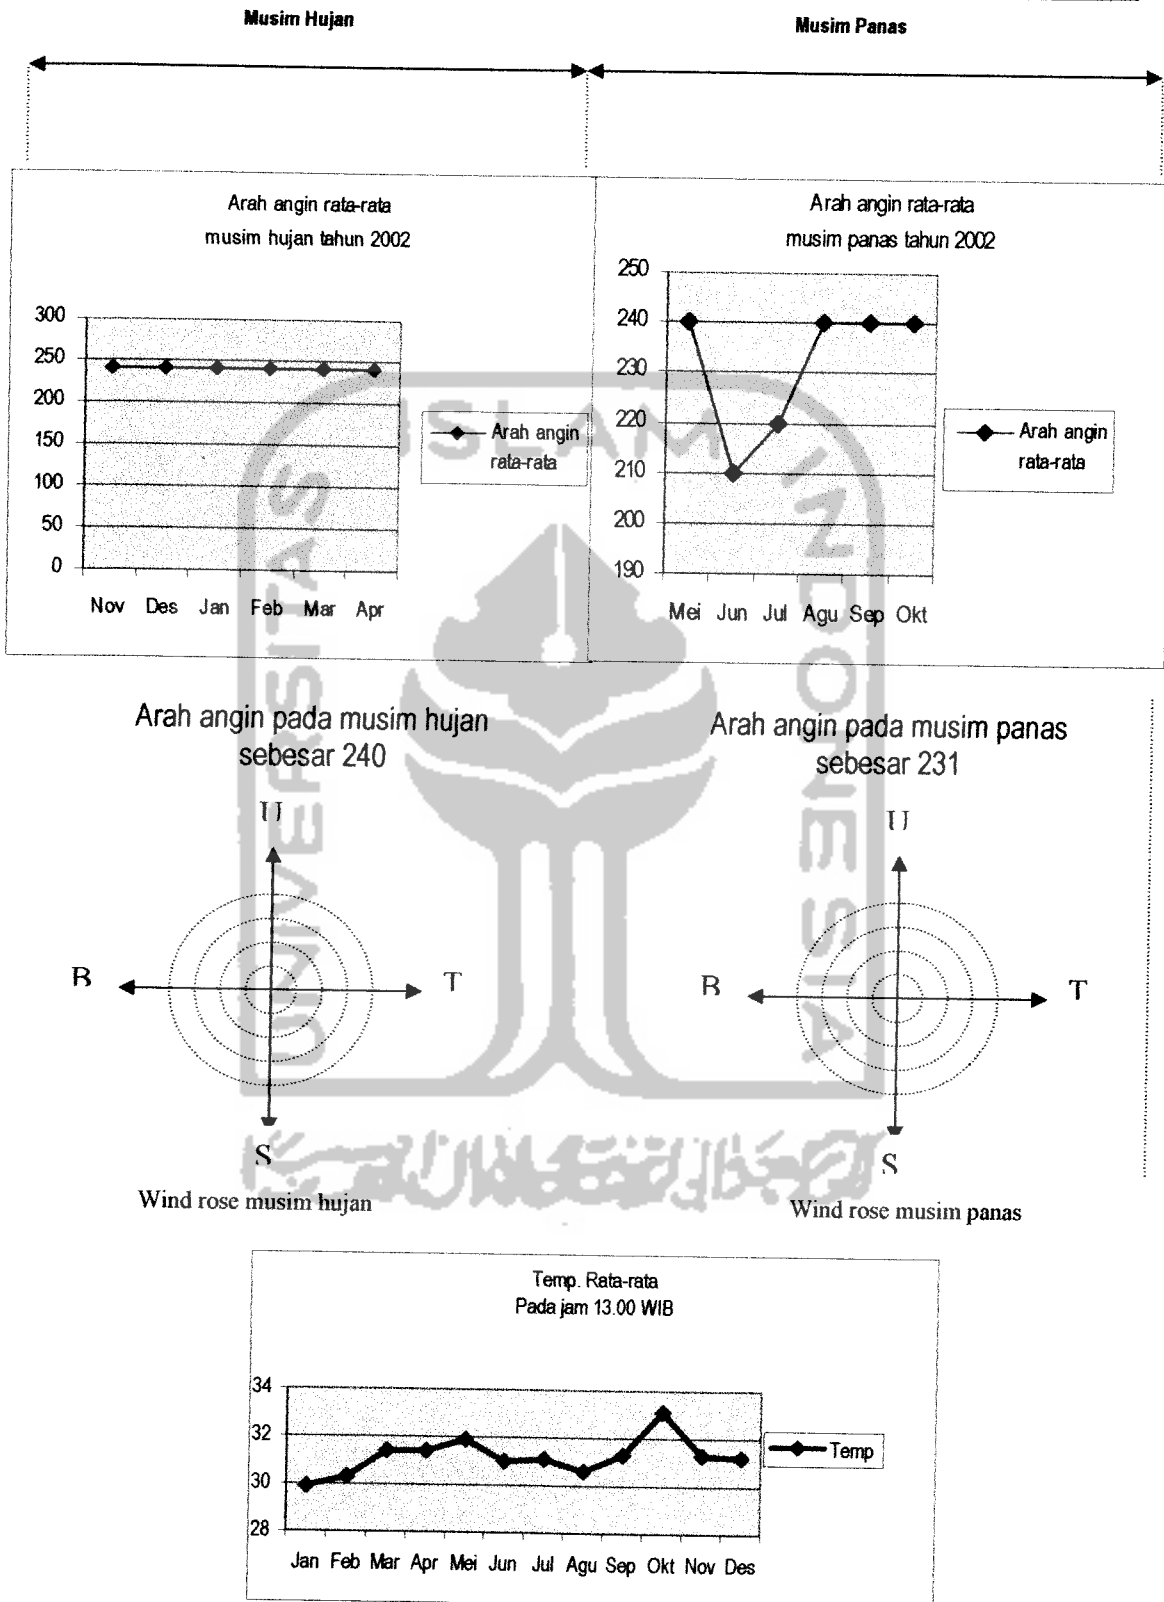 Musim Hujan
Musim Panas
Arah angin rata-rata
musim hujan tahun 2002
300
250
200
150
100
50
0
Nov Des Jan Feb Mar Apr
Arah angin
rata-rata
Arah angin rata-rata
musim panas tahun 2002
250
240
230
220
210
200
190
Mei Jun Jul Agu Sep Okt
Arah angin
rata-rata
UNIVERSITAS ISLAM INDONESIA
Arah angin pada musim hujan
sebesar 240
U
B
T
S
Wind rose musim hujan
Arah angin pada musim panas
sebesar 231
U
B
T
S
Wind rose musim panas
Temp. Rata-rata
Pada jam 13.00 WIB
34
32
30
28
Jan Feb Mar Apr Mei Jun Jul Agu Sep Okt Nov Des
Temp